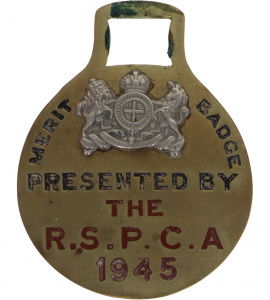 MERIT BADGE
PRESENTED BY
THE
R.S.P.C.A
1945